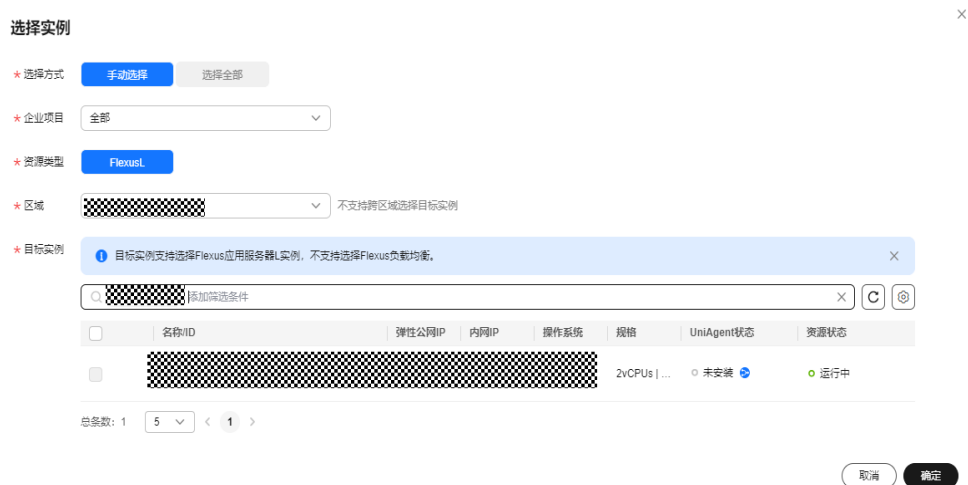 选择实例
* 选择方式 手动选择 选择全部
* 企业项目 全部
* 资源类型 FlexusL
* 区域 不支持跨区域选择目标实例
* 目标实例 目标实例支持选择Flexus应用服务器L实例，不支持选择Flexus负载均衡。
添加筛选条件
名称/ID 弹性公网IP 内网IP 操作系统 规格 UniAgent状态 资源状态
2vCPUs | ... 未安装 运行中
总条数：1 5 1
取消 确定